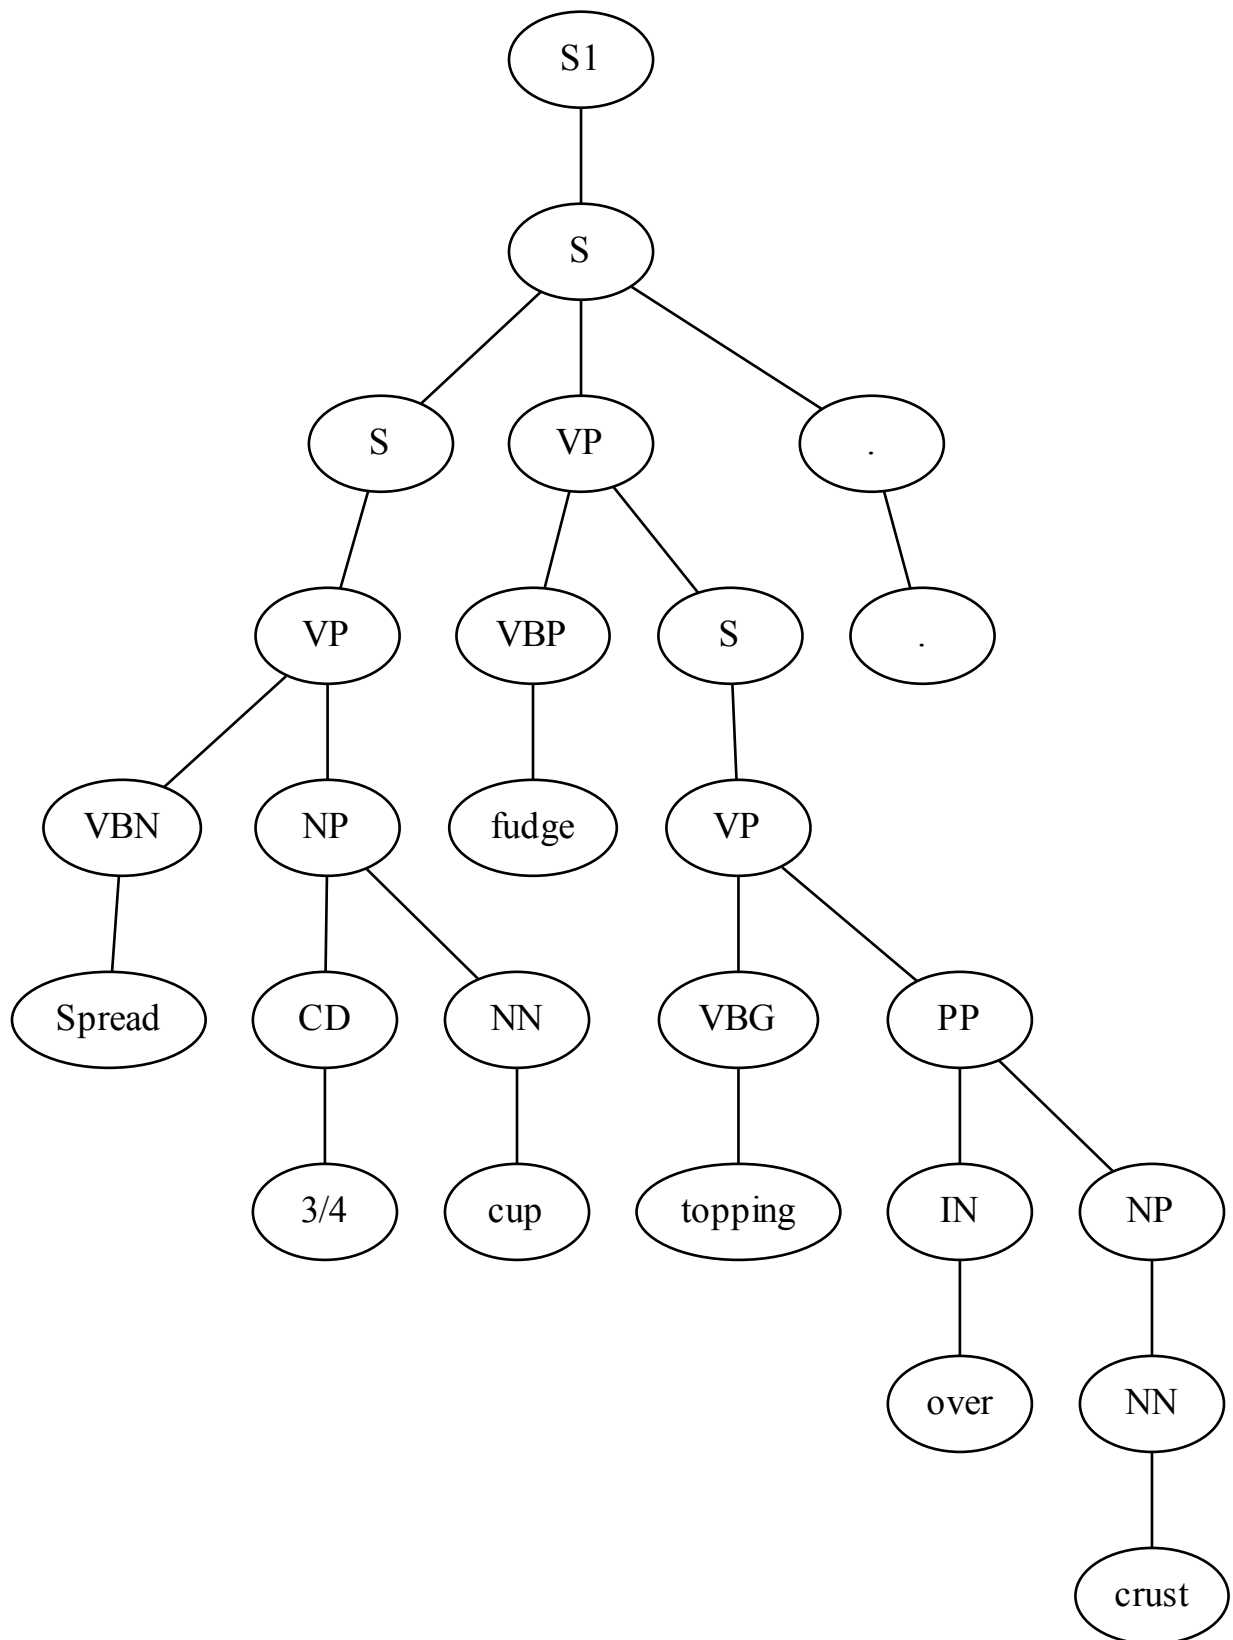 S1
S
S VP .
VP VBP S .
VBN NP fudge VP
Spread CD NN VBG PP
3/4 cup topping IN NP
over NN
crust